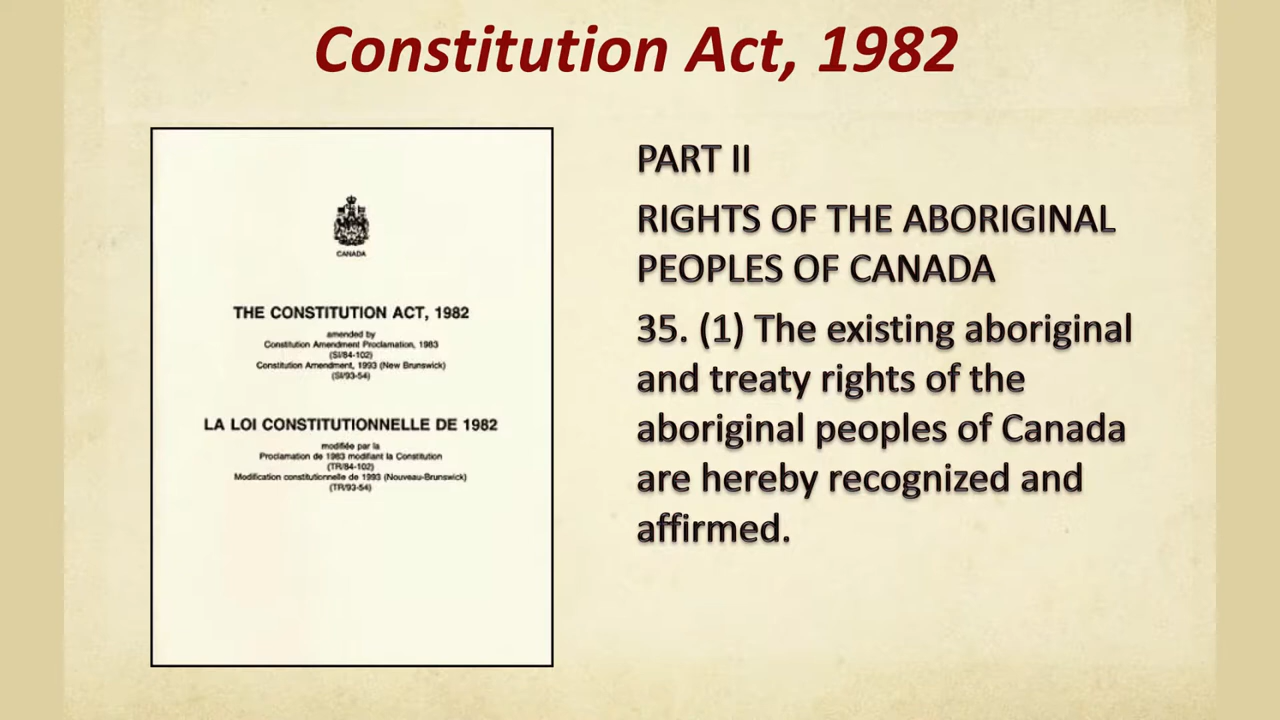 Constitution Act, 1982
CANADA
THE CONSTITUTION ACT, 1982
amended by
Constitution Amendment Proclamation, 1983
(SI/84-102)
Constitution Amendment, 1993 (New Brunswick)
(SI/93-54)
LA LOI CONSTITUTIONNELLE DE 1982
modifiée par la
Proclamation de 1983 modifiant la Constitution
(TR/84-102)
Modification constitutionnelle de 1993 (Nouveau-Brunswick)
(TR/93-54)
PART II
RIGHTS OF THE ABORIGINAL
PEOPLES OF CANADA
35. (1) The existing aboriginal
and treaty rights of the
aboriginal peoples of Canada
are hereby recognized and
affirmed.